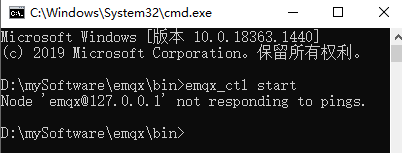 C:\Windows\System32\cmd.exe
Microsoft Windows [版本 10.0.18363.1440]
(c) 2019 Microsoft Corporation。保留所有权利。
D:\mySoftware\emqx\bin>emqx_ctl start
Node 'emqx@127.0.0.1' not responding to pings.
D:\mySoftware\emqx\bin>